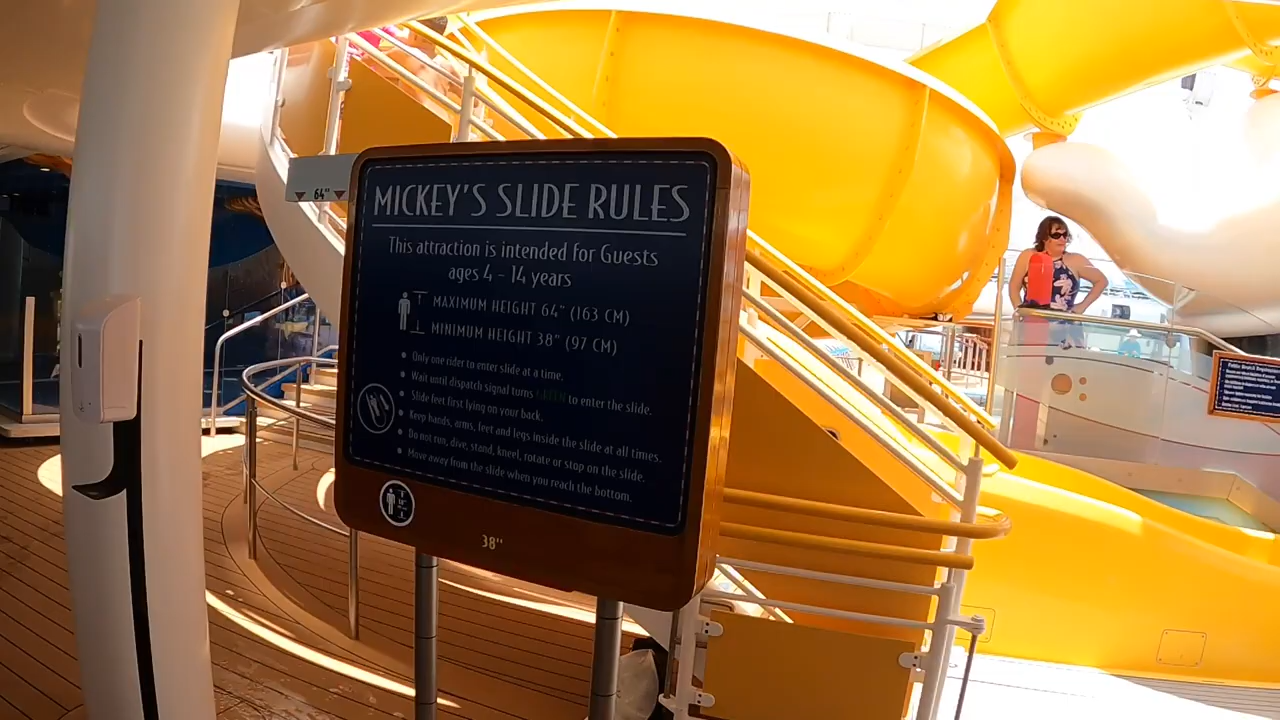 64"
MICKEY'S SLIDE RULES
This attraction is intended for Guests
ages 4 - 14 years
MAXIMUM HEIGHT 64" (163 CM)
MINIMUM HEIGHT 38" (97 CM)
• Only one rider to enter slide at a time.
• Wait until dispatch signal turns GREEN to enter the slide.
• Slide feet first lying on your back.
• Keep hands, arms, feet and legs inside the slide at all times.
• Do not run, dive, stand, kneel, rotate or stop on the slide.
• Move away from the slide when you reach the bottom.
38"